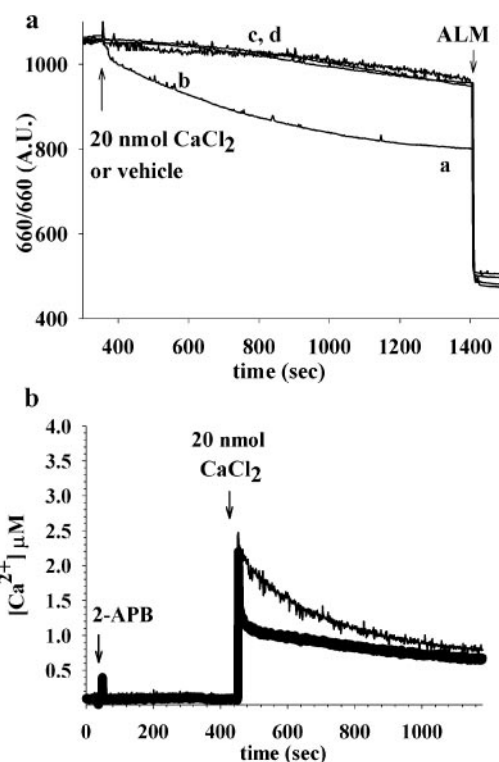 a
c, d
ALM
b
a
20 nmol CaCl2
or vehicle
660/660 (A.U.)
1000
800
600
400
400
600
800
1000
1200
1400
time (sec)
b
20 nmol
CaCl2
2-APB
[Ca2+] µM
4.0
3.5
3.0
2.5
2.0
1.5
1.0
0.5
0
200
400
600
800
1000
time (sec)